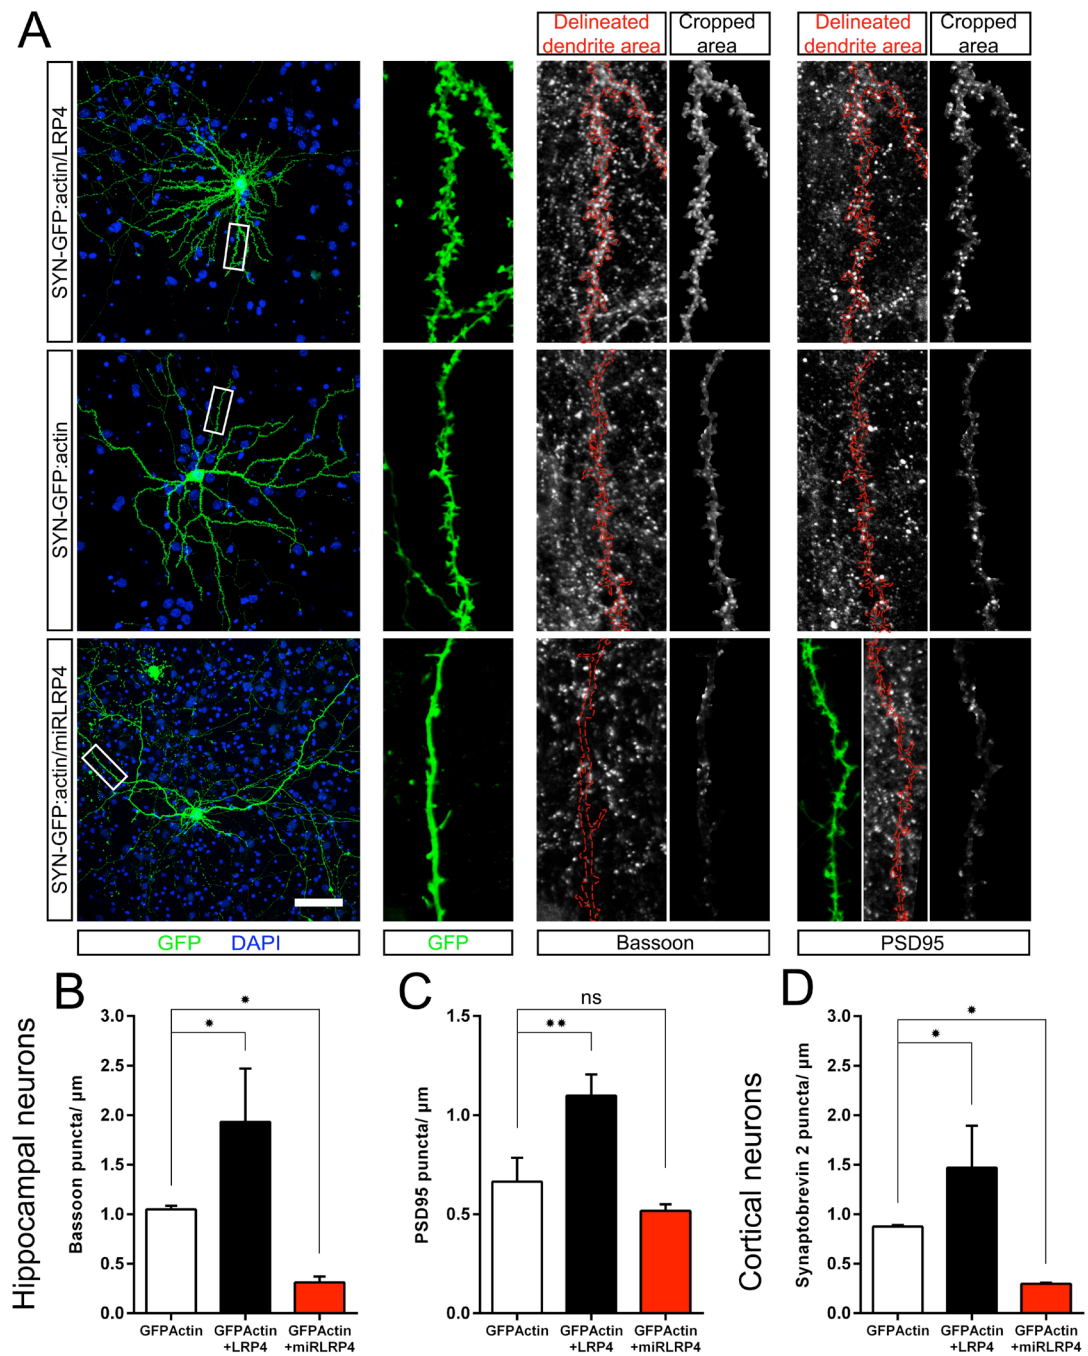 A
Delineated
dendrite area
Cropped
area
Delineated
dendrite area
Cropped
area
SYN-GFP:actin/LRP4
SYN-GFP:actin
SYN-GFP:actin/miRLRP4
GFP DAPI
GFP
Bassoon
PSD95
Hippocampal neurons
B
Bassoon puncta/ µm
3.0
2.5
2.0
1.5
1.0
0.5
0.0
*
*
GFPActin
GFPActin
+LRP4
GFPActin
+miRLRP4
C
PSD95 puncta/ µm
1.5
1.0
0.5
0.0
ns
**
GFPActin
GFPActin
+LRP4
GFPActin
+miRLRP4
Cortical neurons
D
Synaptobrevin 2 puncta/ µm
3.0
2.5
2.0
1.5
1.0
0.5
0.0
*
*
GFPActin
GFPActin
+LRP4
GFPActin
+miRLRP4